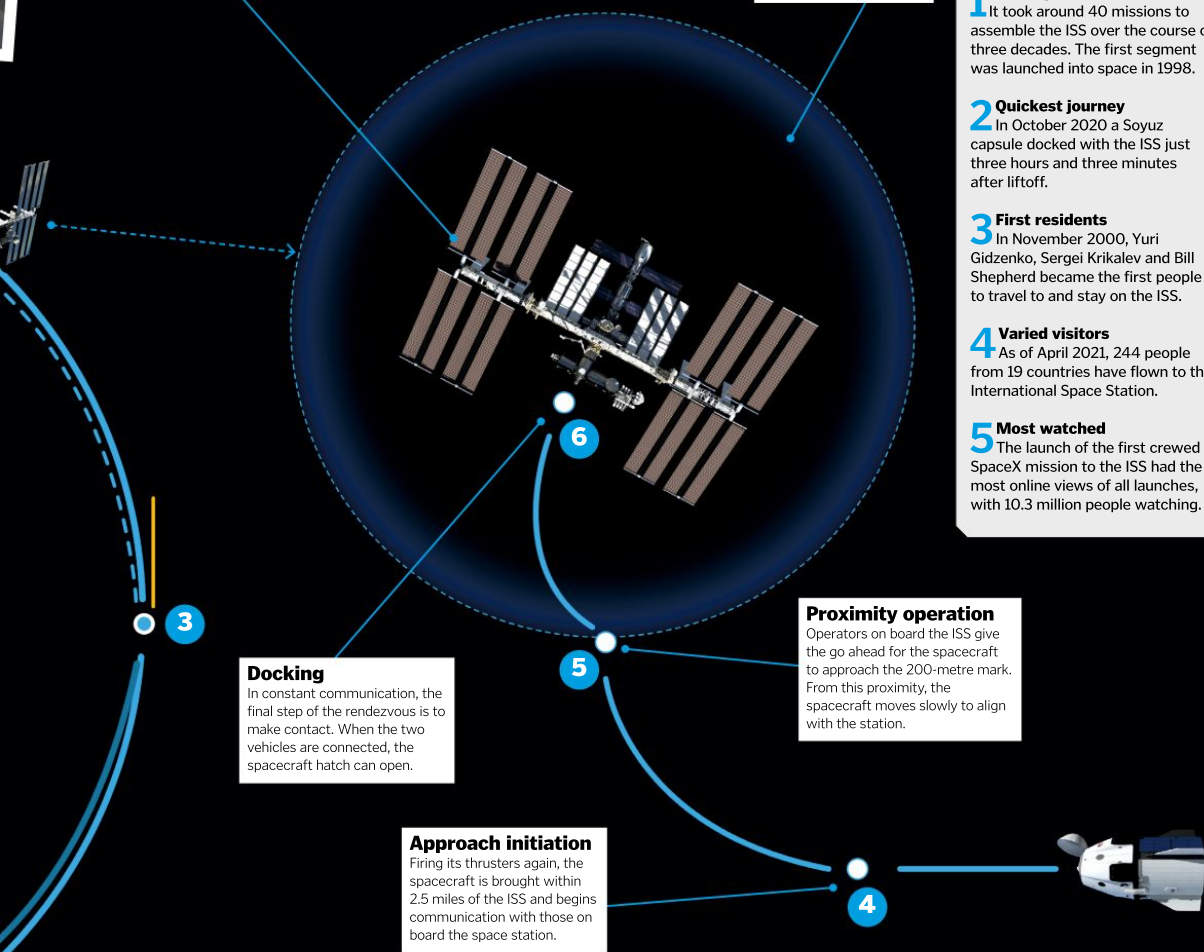 1 It took around 40 missions to
assemble the ISS over the course
three decades. The first segment
was launched into space in 1998.
2 Quickest journey
In October 2020 a Soyuz
capsule docked with the ISS just
three hours and three minutes
after liftoff.
3 First residents
In November 2000, Yuri
Gidzenko, Sergei Krikalev and Bill
Shepherd became the first people
to travel to and stay on the ISS.
4 Varied visitors
As of April 2021, 244 people
from 19 countries have flown to th
International Space Station.
5 Most watched
The launch of the first crewed
SpaceX mission to the ISS had the
most online views of all launches,
with 10.3 million people watching.
6
3
5
Proximity operation
Operators on board the ISS give
the go ahead for the spacecraft
to approach the 200-metre mark.
From this proximity, the
spacecraft moves slowly to align
with the station.
Docking
In constant communication, the
final step of the rendezvous is to
make contact. When the two
vehicles are connected, the
spacecraft hatch can open.
Approach initiation
Firing its thrusters again, the
spacecraft is brought within
2.5 miles of the ISS and begins
communication with those on
board the space station.
4